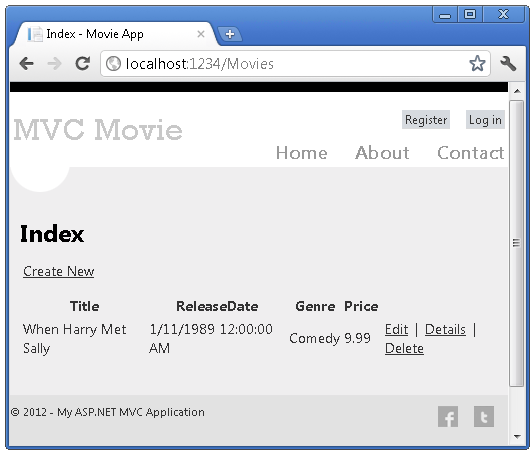 Index - Movie App
localhost:1234/Movies
Register Log in
MVC Movie
Home About Contact
Index
Create New
Title ReleaseDate Genre Price
When Harry Met 1/11/1989 12:00:00 Comedy 9.99 Edit | Details |
Sally AM Delete
© 2012 - My ASP.NET MVC Application